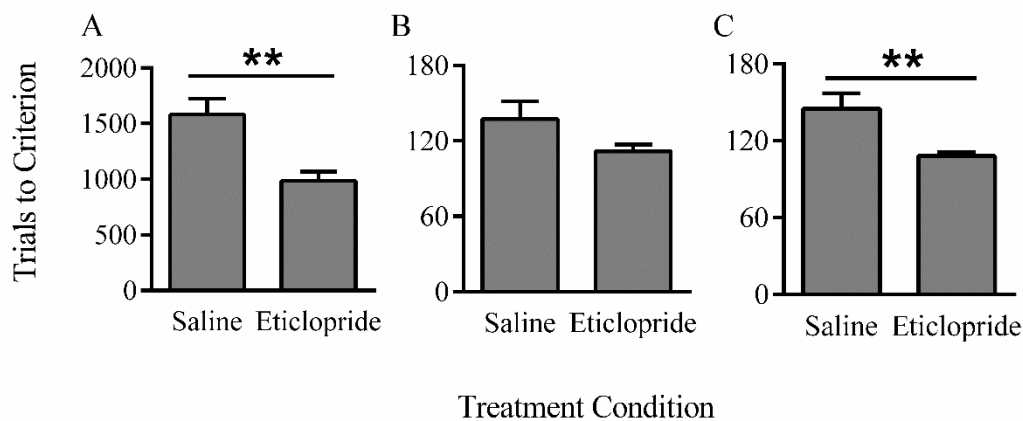 A
B
C
**
**
Trials to Criterion
2000
1500
1000
500
0
Saline Eticlopride
180
120
60
0
Saline Eticlopride
180
120
60
0
Saline Eticlopride
Treatment Condition